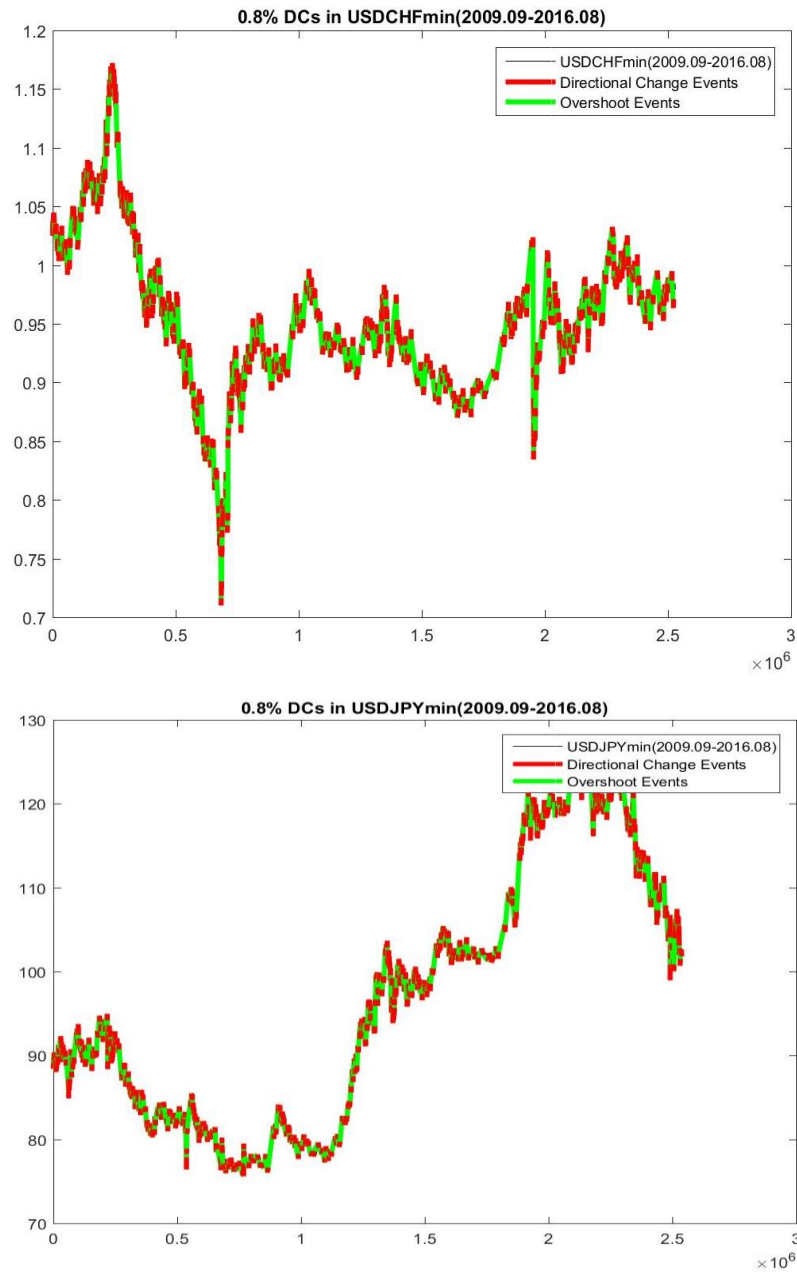 0.8% DCs in USDCHFmin(2009.09-2016.08)
1.2
1.15
1.1
1.05
1
0.95
0.9
0.85
0.8
0.75
0.7
USDCHFmin(2009.09-2016.08)
Directional Change Events
Overshoot Events
0 0.5 1 1.5 2 2.5 3
×10^6
0.8% DCs in USDJPYmin(2009.09-2016.08)
130
120
110
100
90
80
70
USDJPYmin(2009.09-2016.08)
Directional Change Events
Overshoot Events
0 0.5 1 1.5 2 2.5 3
×10^6